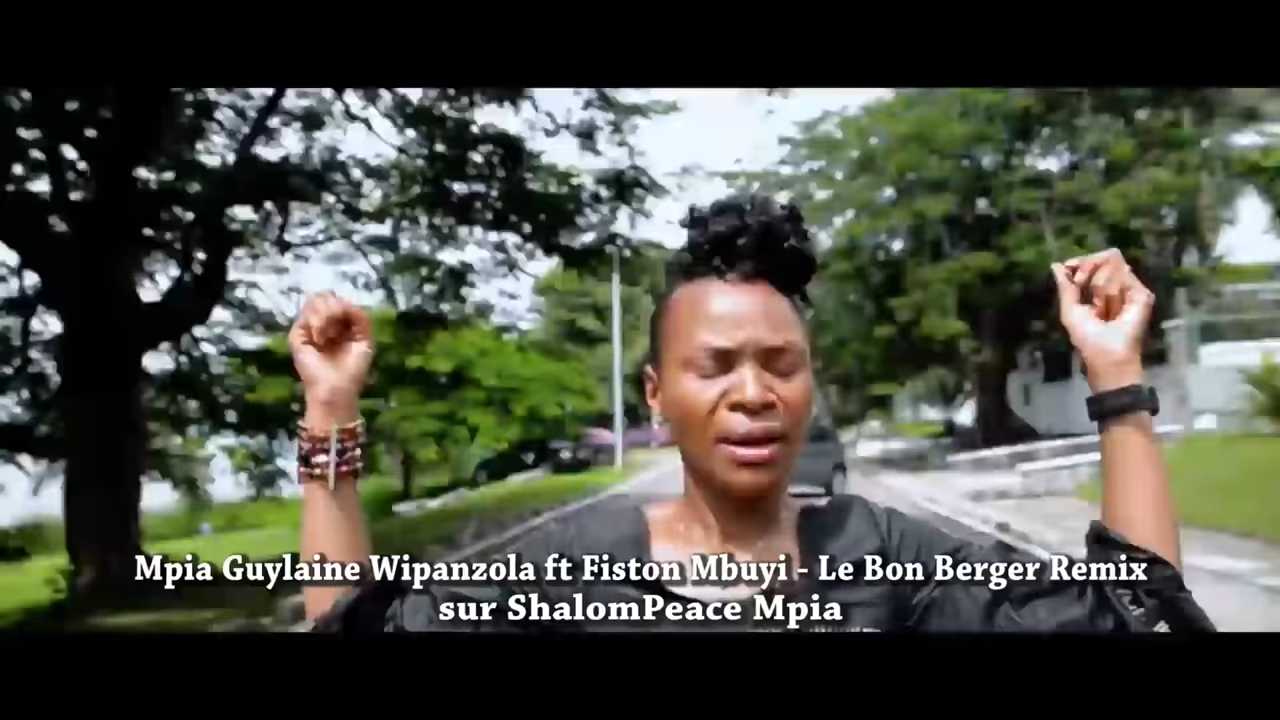 Mpia Guylaine Wipanzola ft Fiston Mbuyi - Le Bon Berger Remix
sur ShalomPeace Mpia